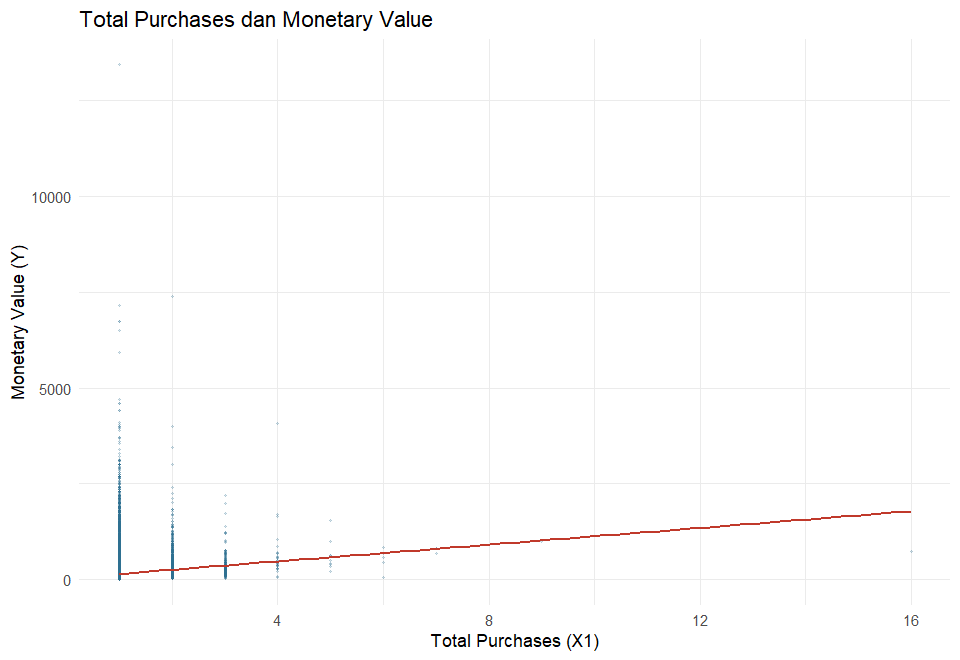 Total Purchases dan Monetary Value
Monetary Value (Y)
10000
5000
0
4
8
12
16
Total Purchases (X1)